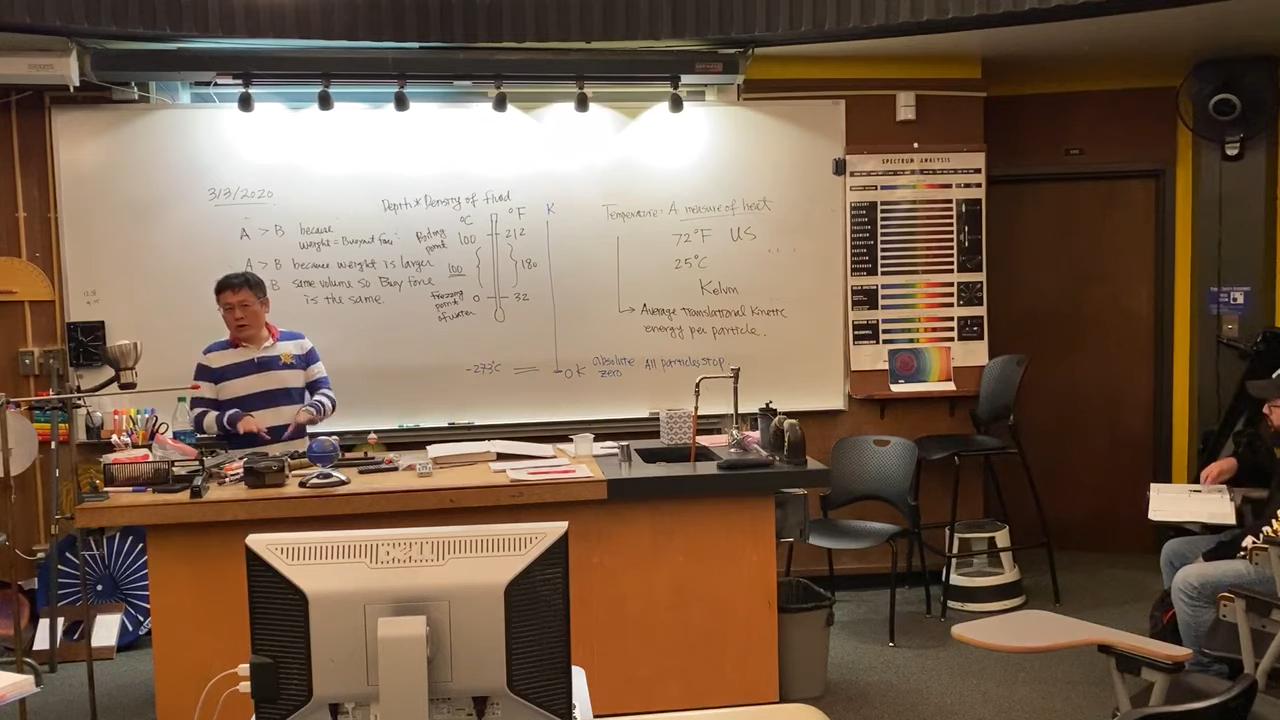 3/3/2020
A > B because
weight = Buoyant force
A > B because weight is larger
B same volume so Buoy force
is the same.
Depth * Density of fluid
°C °F K
Boiling point 100 212
100 180
freezing point of water 0 32
-273°C = 0 K absolute zero All particles stop.
Temperature: A measure of heat
72°F US
25°C
Kelvin
Average translational kinetic
energy per particle.
SPECTRUM ANALYSIS